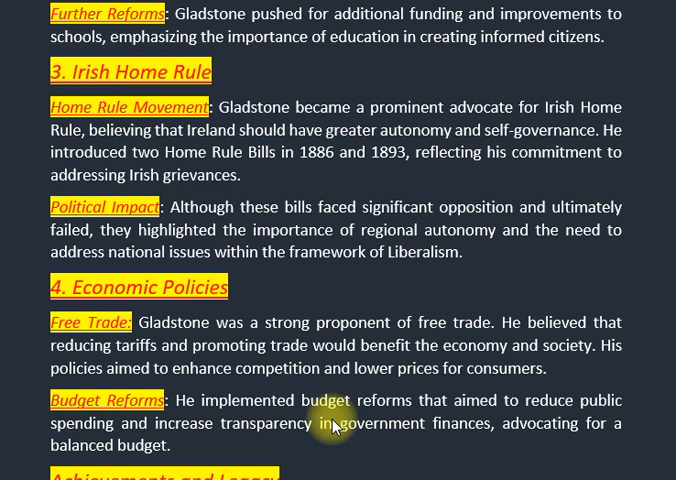 Further Reforms: Gladstone pushed for additional funding and improvements to
schools, emphasizing the importance of education in creating informed citizens.
3. Irish Home Rule
Home Rule Movement: Gladstone became a prominent advocate for Irish Home
Rule, believing that Ireland should have greater autonomy and self-governance. He
introduced two Home Rule Bills in 1886 and 1893, reflecting his commitment to
addressing Irish grievances.
Political Impact: Although these bills faced significant opposition and ultimately
failed, they highlighted the importance of regional autonomy and the need to
address national issues within the framework of Liberalism.
4. Economic Policies
Free Trade: Gladstone was a strong proponent of free trade. He believed that
reducing tariffs and promoting trade would benefit the economy and society. His
policies aimed to enhance competition and lower prices for consumers.
Budget Reforms: He implemented budget reforms that aimed to reduce public
spending and increase transparency in government finances, advocating for a
balanced budget.
Achievements and Legacy